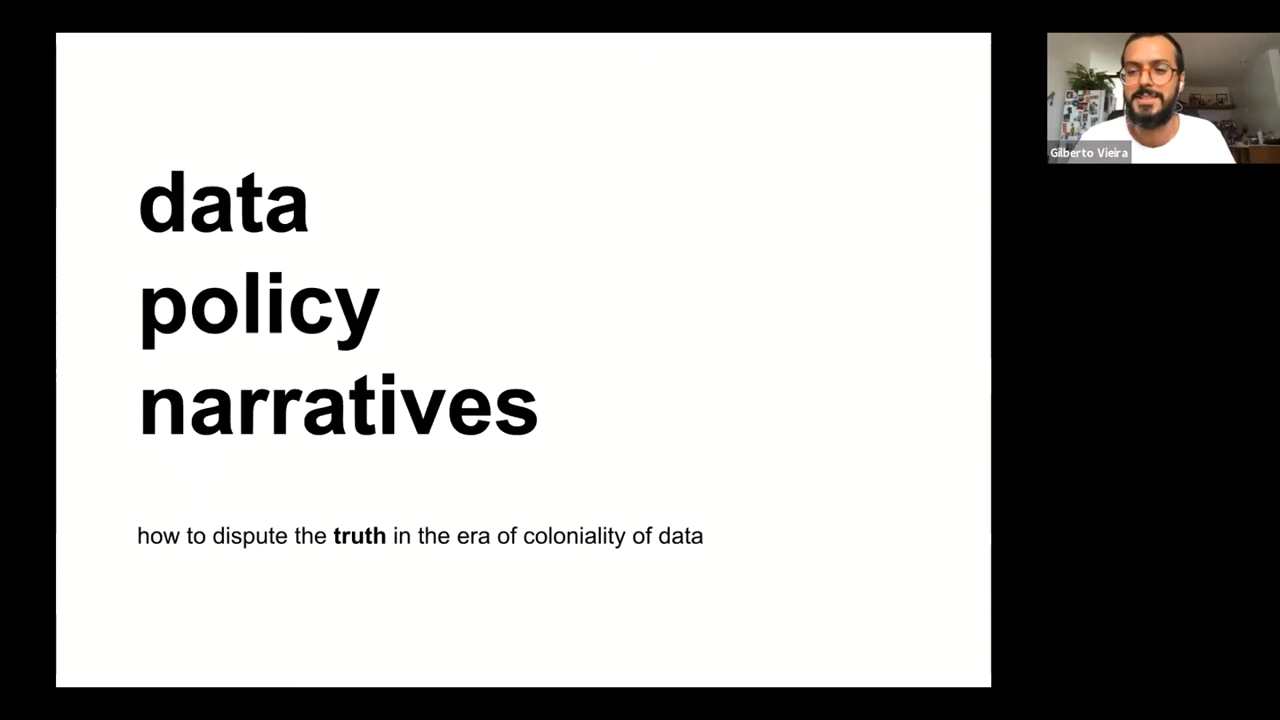 data
policy
narratives
how to dispute the truth in the era of coloniality of data
Gilberto Vieira